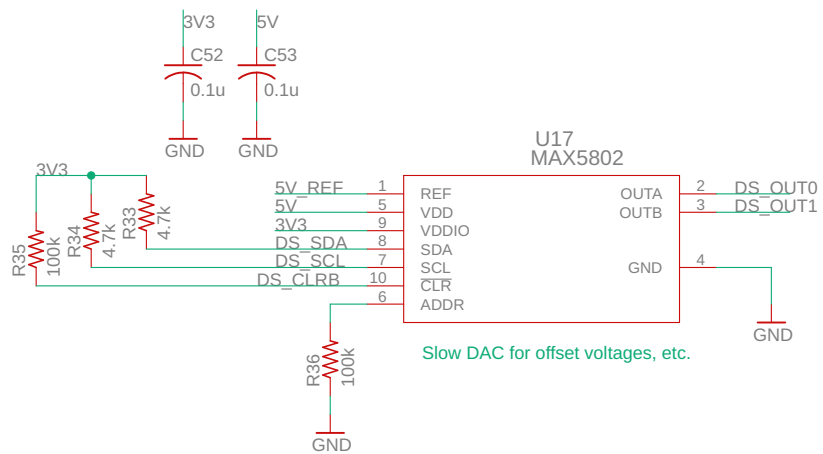 3V3
5V
C52
C53
0.1u
0.1u
GND
GND
U17
MAX5802
3V3
R35
100k
R34
4.7k
R33
4.7k
5V_REF
1
REF
5V
5
VDD
3V3
9
VDDIO
DS_SDA
8
SDA
DS_SCL
7
SCL
DS_CLRB
10
CLR
6
ADDR
OUTA
2
DS_OUT0
OUTB
3
DS_OUT1
GND
4
GND
R36
100k
GND
Slow DAC for offset voltages, etc.